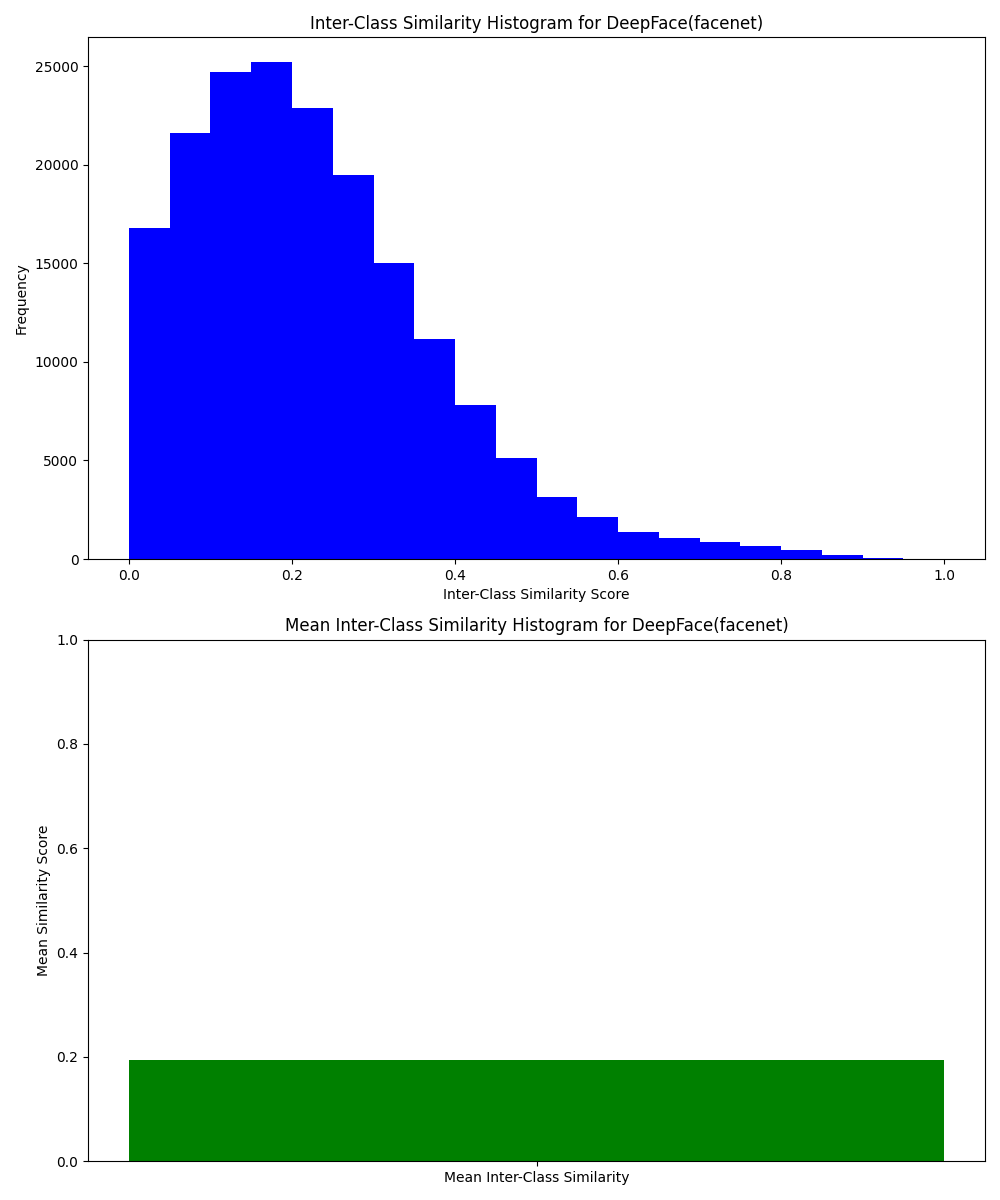 Inter-Class Similarity Histogram for DeepFace(facenet)
25000
20000
15000
10000
5000
0
Frequency
0.0 0.2 0.4 0.6 0.8 1.0
Inter-Class Similarity Score
Mean Inter-Class Similarity Histogram for DeepFace(facenet)
1.0
0.8
0.6
0.4
0.2
0.0
Mean Similarity Score
Mean Inter-Class Similarity